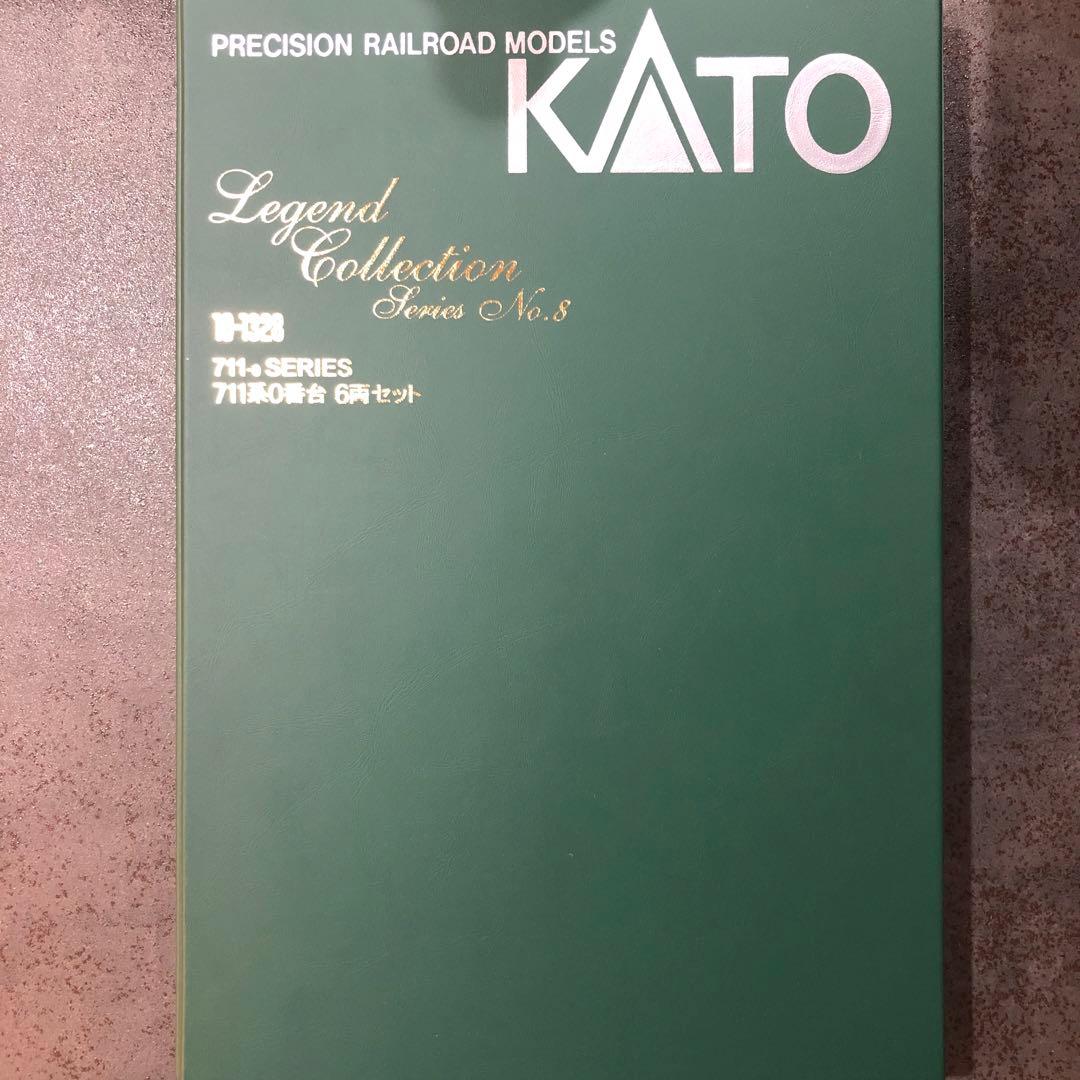 PRECISION RAILROAD MODELS
KATO
Legend
Collection
Series No.8
10-1328
711-0 SERIES
711系0番台 6両セット